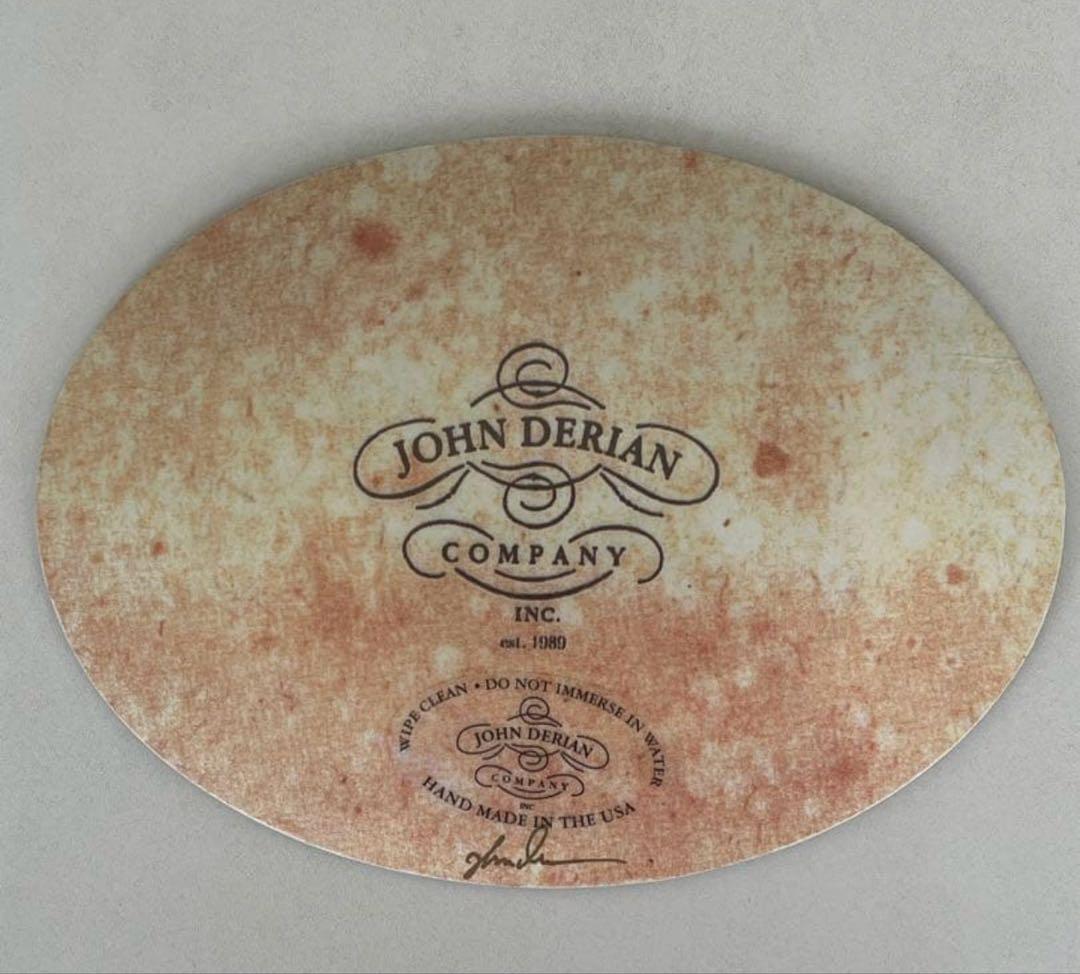 JOHN DERIAN
COMPANY
INC.
est. 1989
WIPE CLEAN • DO NOT IMMERSE IN WATER
JOHN DERIAN
COMPANY
INC
HAND MADE IN THE USA